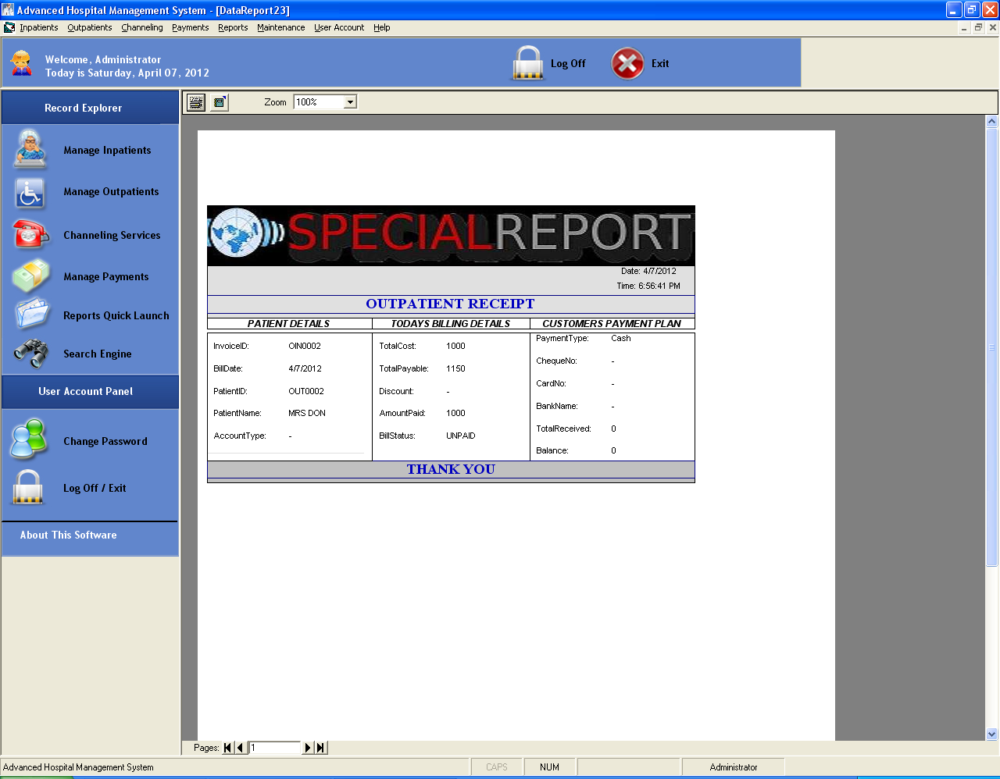 Advanced Hospital Management System - [DataReport23]
Inpatients Outpatients Channeling Payments Reports Maintenance User Account Help
Welcome, Administrator
Today is Saturday, April 07, 2012
Log Off
Exit
Record Explorer
Manage Inpatients
Manage Outpatients
Channeling Services
Manage Payments
Reports Quick Launch
Search Engine
User Account Panel
Change Password
Log Off / Exit
About This Software
Zoom 100%
SPECIALREPORT
Date: 4/7/2012
Time: 6:56:41 PM
OUTPATIENT RECEIPT
PATIENT DETAILS
InvoiceID: OIN0002
BillDate: 4/7/2012
PatientID: OUT0002
PatientName: MRS DON
AccountType: -
TODAYS BILLING DETAILS
TotalCost: 1000
TotalPayable: 1150
Discount: -
AmountPaid: 1000
BillStatus: UNPAID
CUSTOMERS PAYMENT PLAN
PaymentType: Cash
ChequeNo: -
CardNo: -
BankName: -
TotalReceived: 0
Balance: 0
THANK YOU
Pages: 1
Advanced Hospital Management System
CAPS
NUM
Administrator